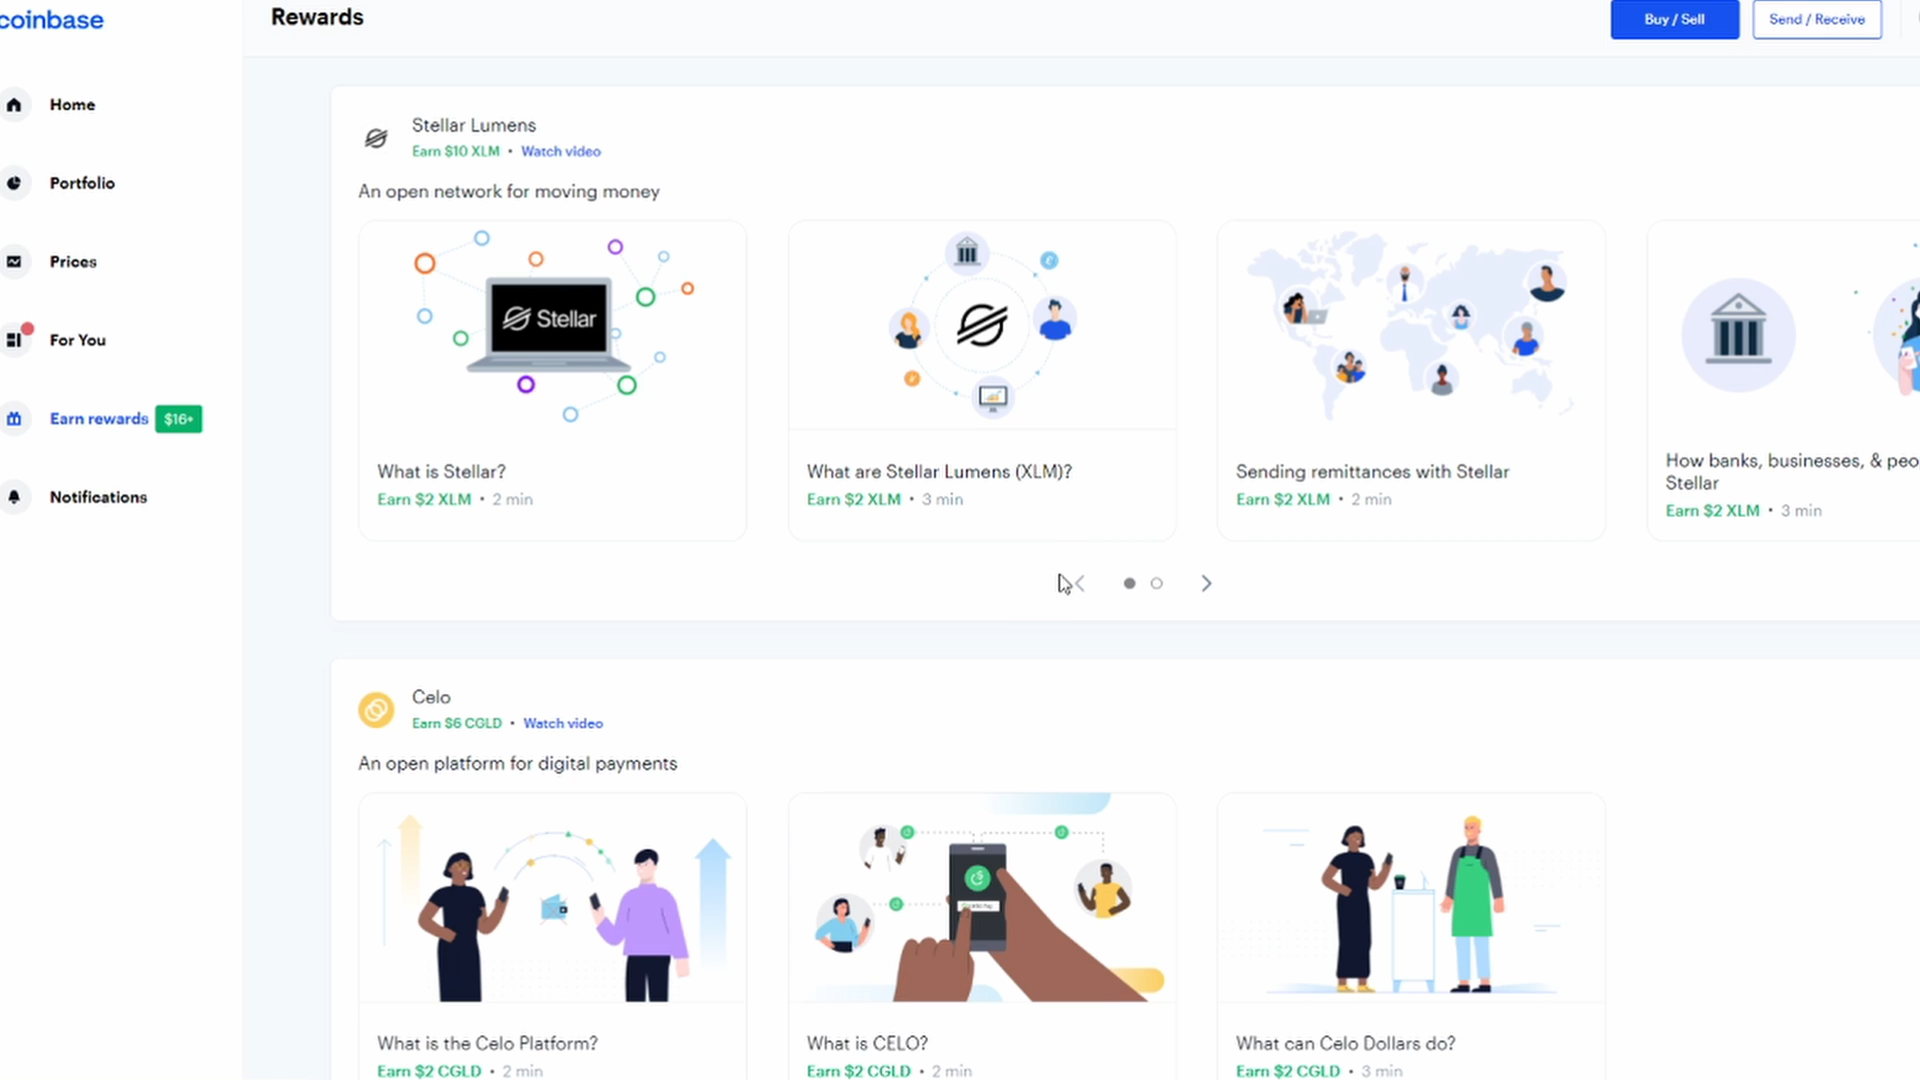 coinbase
Rewards
Buy / Sell
Send / Receive
Home
Portfolio
Prices
For You
Earn rewards $16+
Notifications
Stellar Lumens
Earn $10 XLM • Watch video
An open network for moving money
Stellar
What is Stellar?
Earn $2 XLM • 2 min
What are Stellar Lumens (XLM)?
Earn $2 XLM • 3 min
Sending remittances with Stellar
Earn $2 XLM • 2 min
How banks, businesses, & peo
Stellar
Earn $2 XLM • 3 min
Celo
Earn $6 CGLD • Watch video
An open platform for digital payments
What is the Celo Platform?
Earn $2 CGLD • 2 min
What is CELO?
Earn $2 CGLD • 2 min
What can Celo Dollars do?
Earn $2 CGLD • 3 min